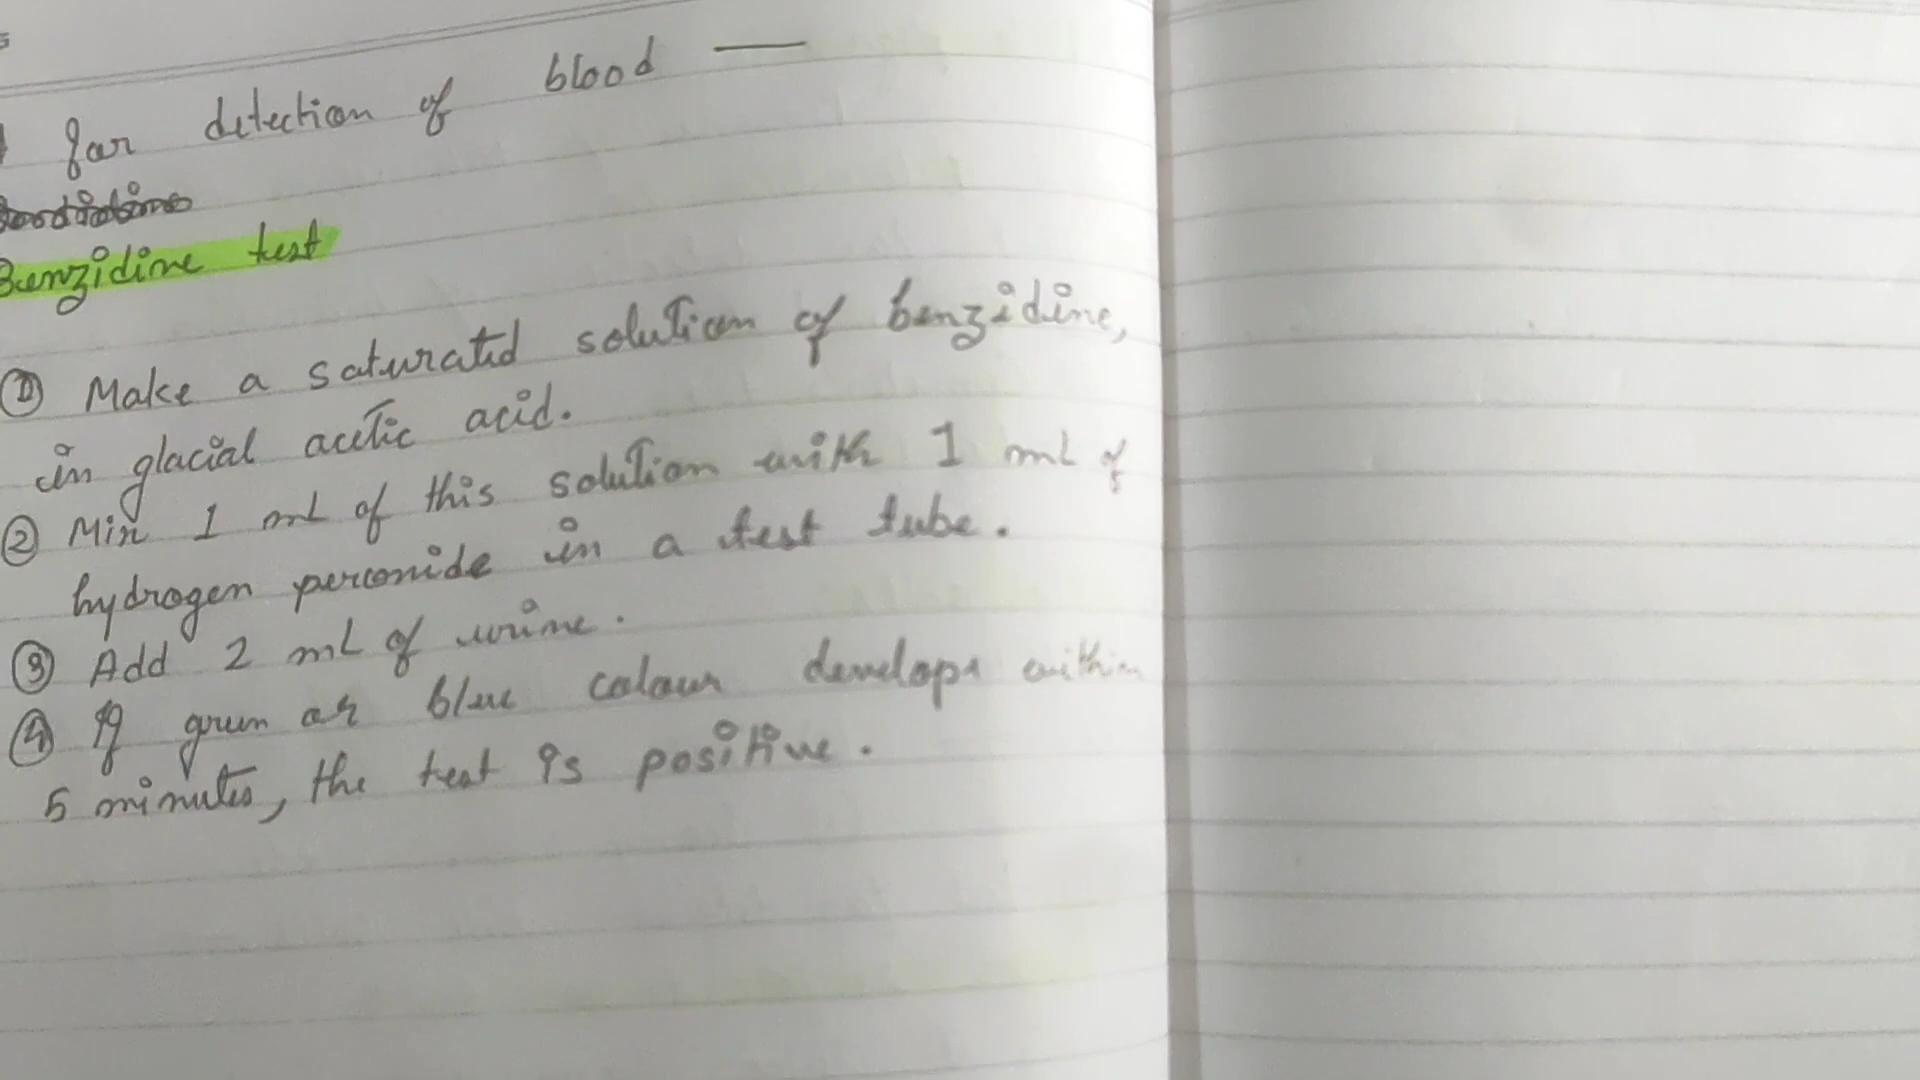 for detection of blood —
Benzidine test
① Make a saturated solution of benzidine,
in glacial acetic acid.
② Mix 1 ml of this solution with 1 mL of
hydrogen peroxide in a test tube.
③ Add 2 mL of urine.
④ If green or blue colour develops within
5 minutes, the test is positive.